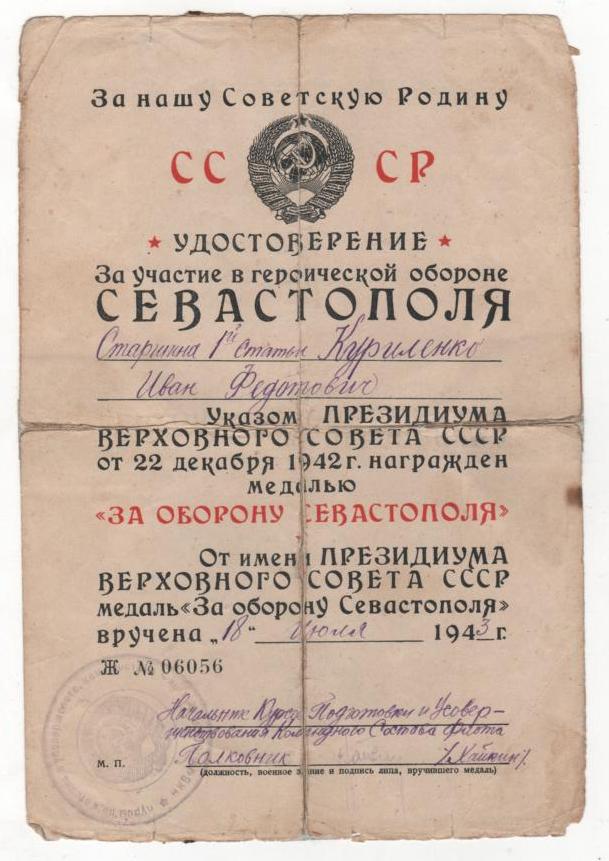 За нашу Советскую Родину
СС СР
УДОСТОВЕРЕНИЕ
За участие в героической обороне
СЕВАСТОПОЛЯ
Старшина 1й статьи Куриленко
Иван Федотович
Указом ПРЕЗИДИУМА
ВЕРХОВНОГО СОВЕТА СССР
от 22 декабря 1942 г. награжден
медалью
«ЗА ОБОРОНУ СЕВАСТОПОЛЯ»
От имени ПРЕЗИДИУМА
ВЕРХОВНОГО СОВЕТА СССР
медаль «За оборону Севастополя»
вручена „18" Июля 1943 г.
Ж № 06056
Начальник Курсов Подготовки и Усовер-
шенствования Командного Состава флота
Полковник /Хайкин/.
М. П.
(должность, военное звание и подпись лица, вручившего медаль)